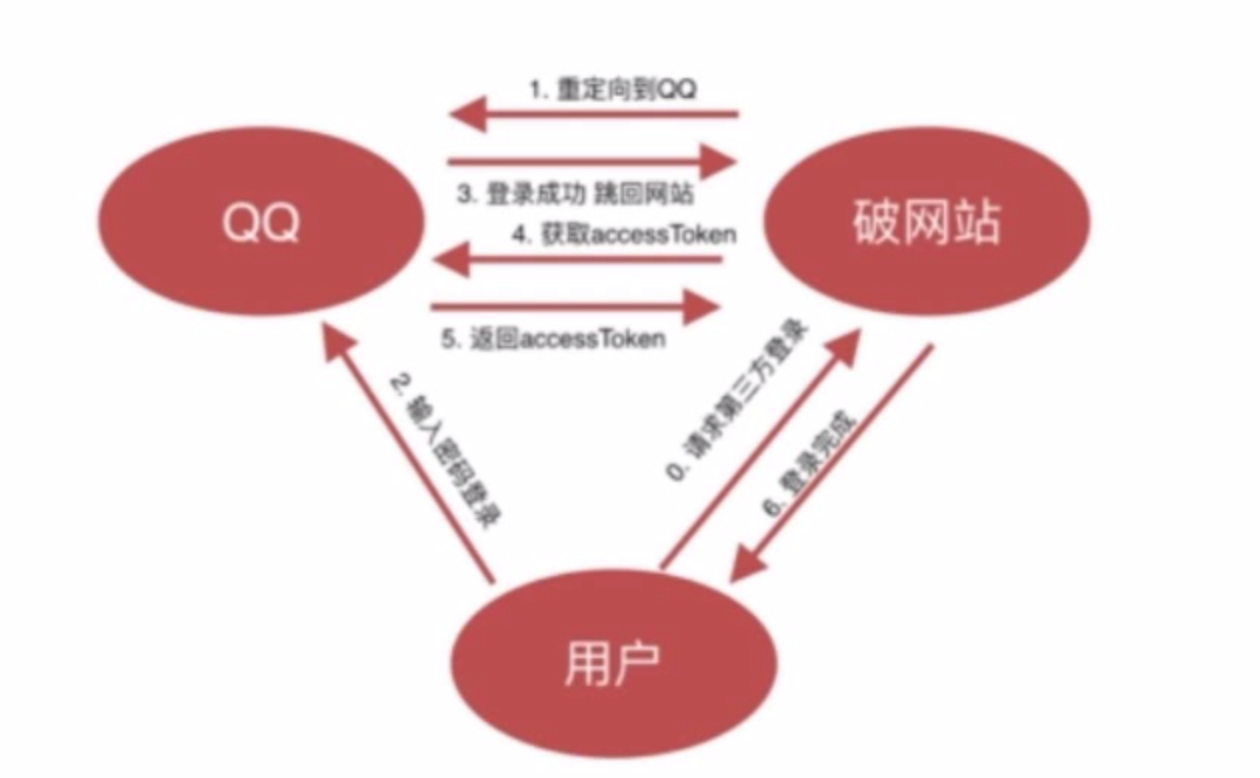 1. 重定向到QQ
QQ
破网站
3. 登录成功 跳回网站
4. 获取accessToken
5. 返回accessToken
2. 输入密码登录
0. 请求第三方登录
6. 登录完成
用户